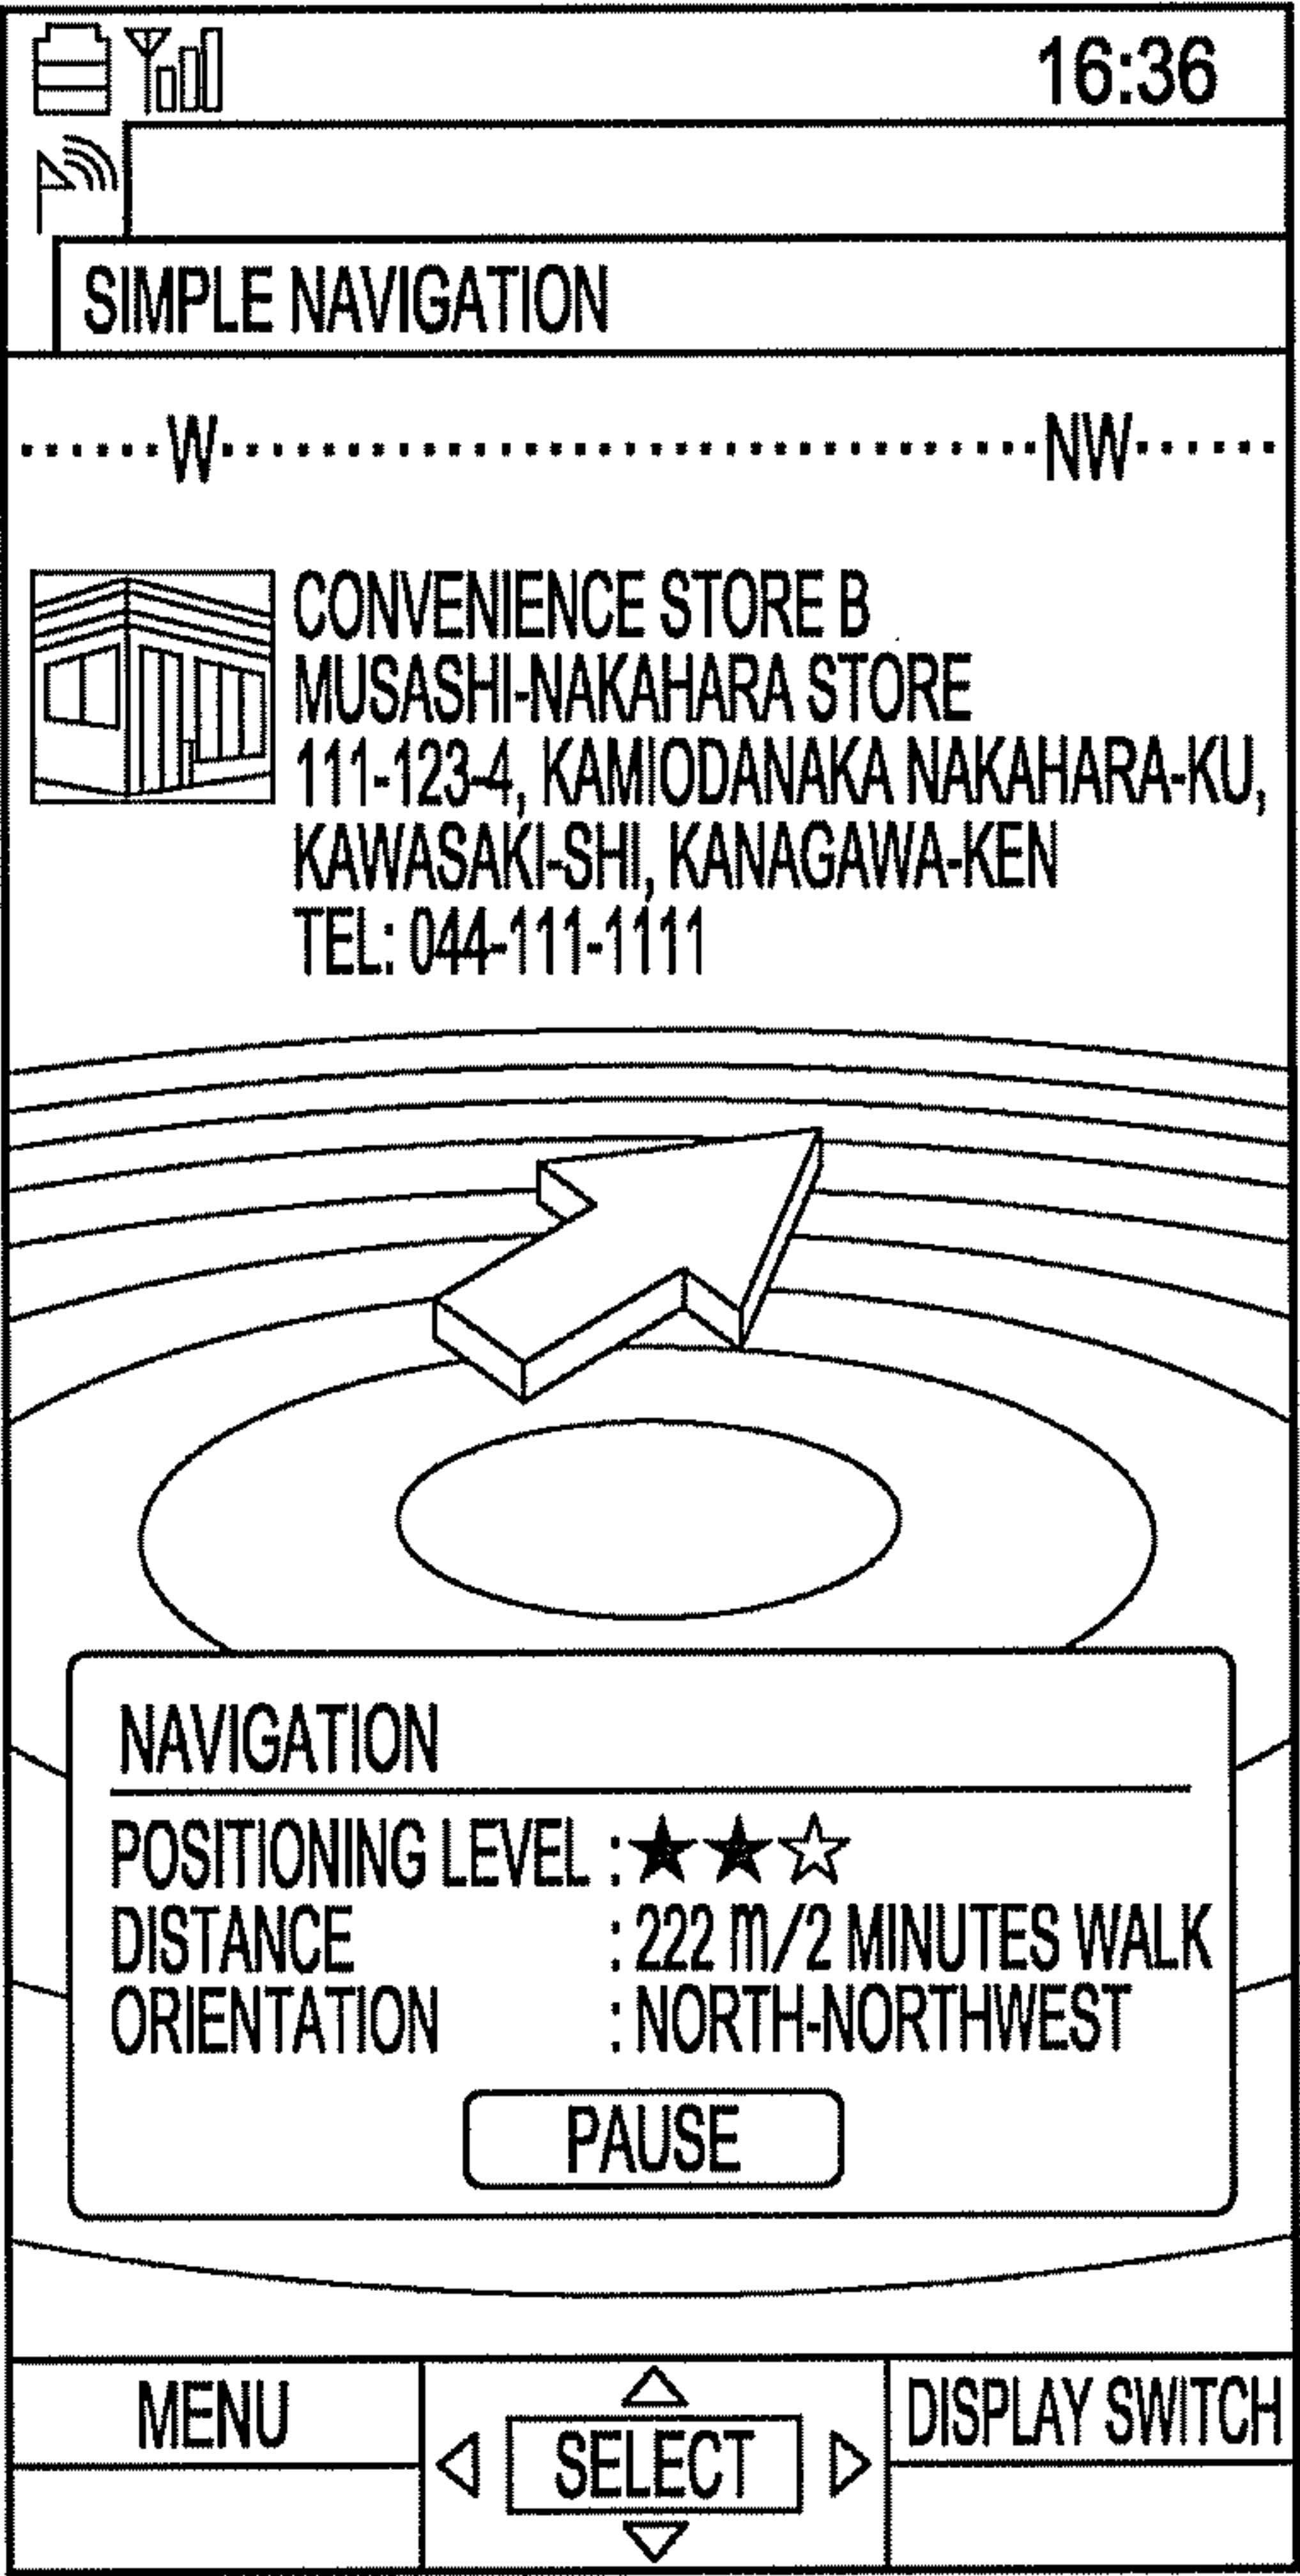 16:36
SIMPLE NAVIGATION
······W·································NW······
CONVENIENCE STORE B
MUSASHI-NAKAHARA STORE
111-123-4, KAMIODANAKA NAKAHARA-KU,
KAWASAKI-SHI, KANAGAWA-KEN
TEL: 044-111-1111
NAVIGATION
POSITIONING LEVEL : ★★☆
DISTANCE : 222 m/2 MINUTES WALK
ORIENTATION : NORTH-NORTHWEST
PAUSE
MENU
SELECT
DISPLAY SWITCH